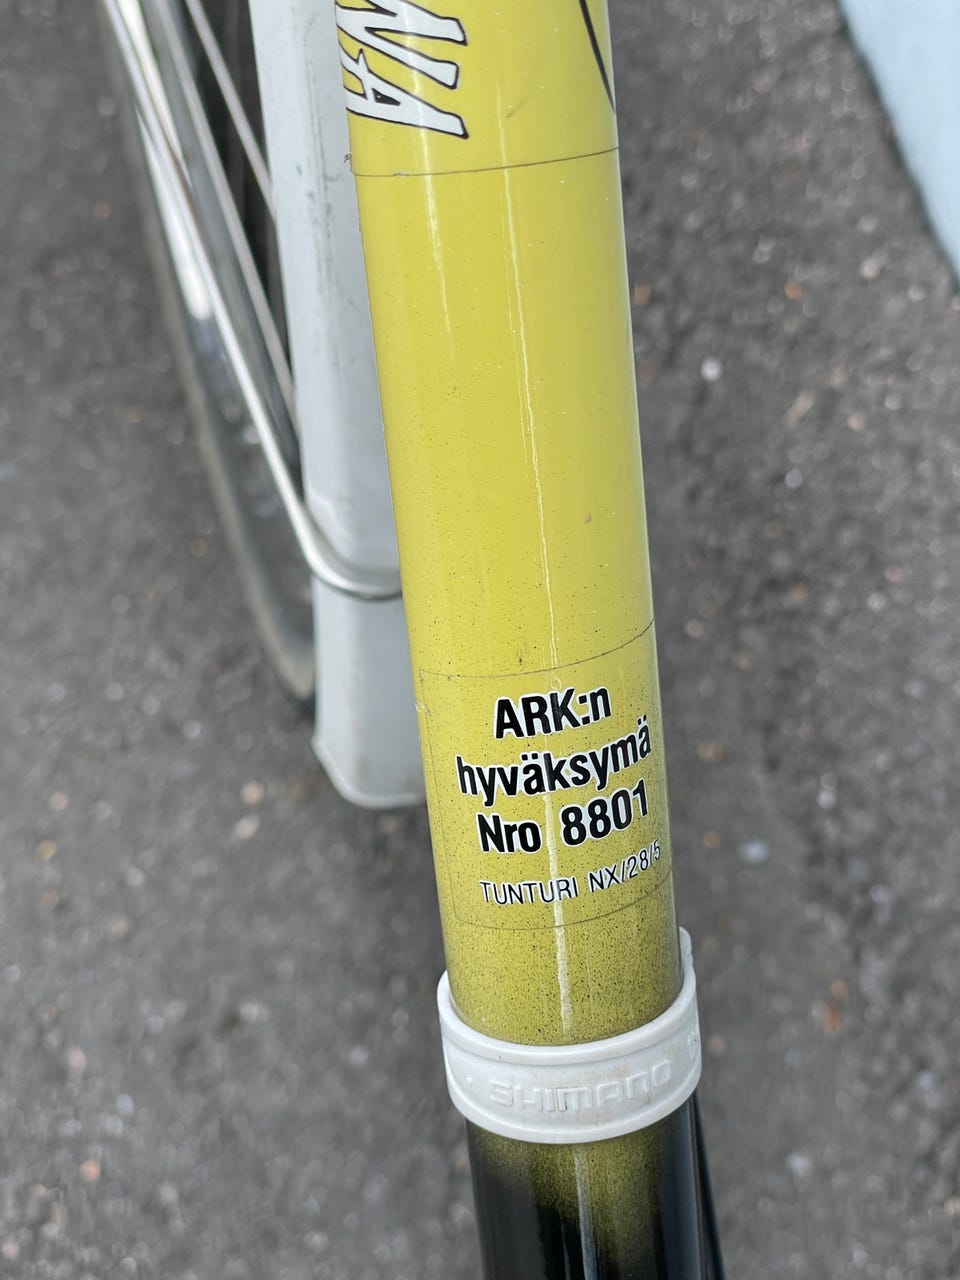 ARK:n
hyväksymä
Nro 8801
TUNTURI NX/28/5
SHIMANO